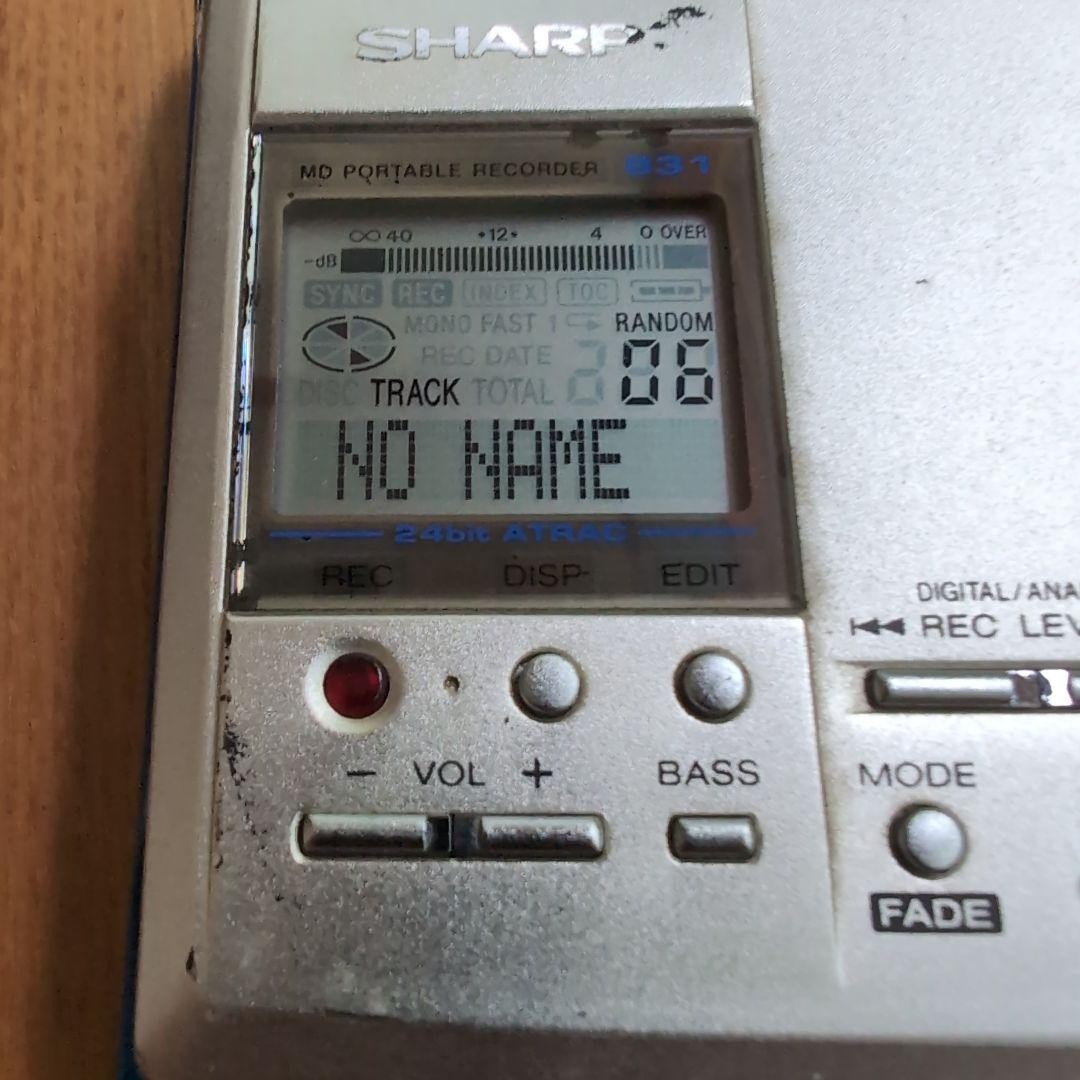 SHARP
MD PORTABLE RECORDER 831
∞ 40 •12• 4 0 OVER
-dB
SYNC REC INDEX TOC
MONO FAST 1 RANDOM
REC DATE 06
DISC TRACK TOTAL
NO NAME
24bit ATRAC
REC DISP EDIT
DIGITAL/ANA
REC LEV
− VOL + BASS MODE
FADE